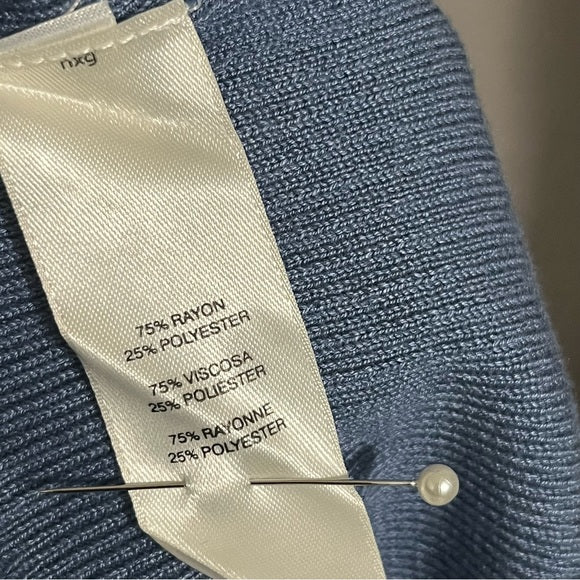 nxg
75% RAYON
25% POLYESTER
75% VISCOSA
25% POLIESTER
75% RAYONNE
25% POLYESTER